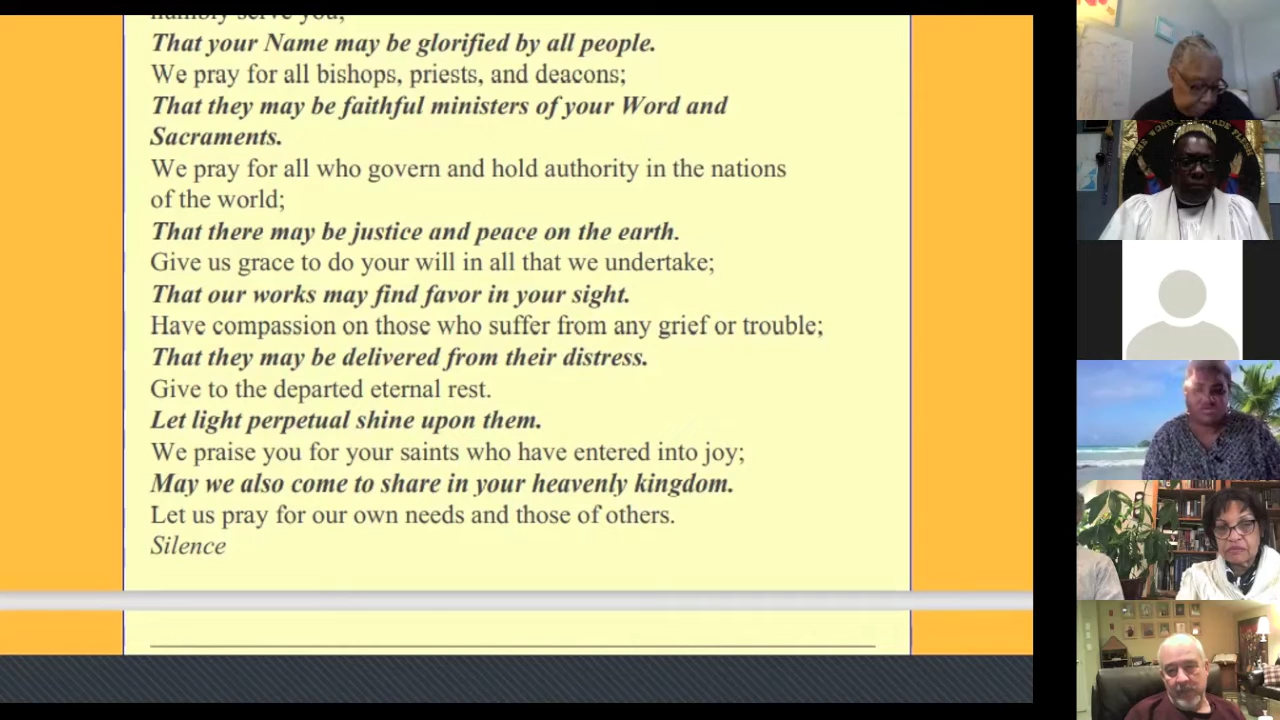 humbly serve you;
That your Name may be glorified by all people.
We pray for all bishops, priests, and deacons;
That they may be faithful ministers of your Word and
Sacraments.
We pray for all who govern and hold authority in the nations
of the world;
That there may be justice and peace on the earth.
Give us grace to do your will in all that we undertake;
That our works may find favor in your sight.
Have compassion on those who suffer from any grief or trouble;
That they may be delivered from their distress.
Give to the departed eternal rest.
Let light perpetual shine upon them.
We praise you for your saints who have entered into joy;
May we also come to share in your heavenly kingdom.
Let us pray for our own needs and those of others.
Silence
THE WORD